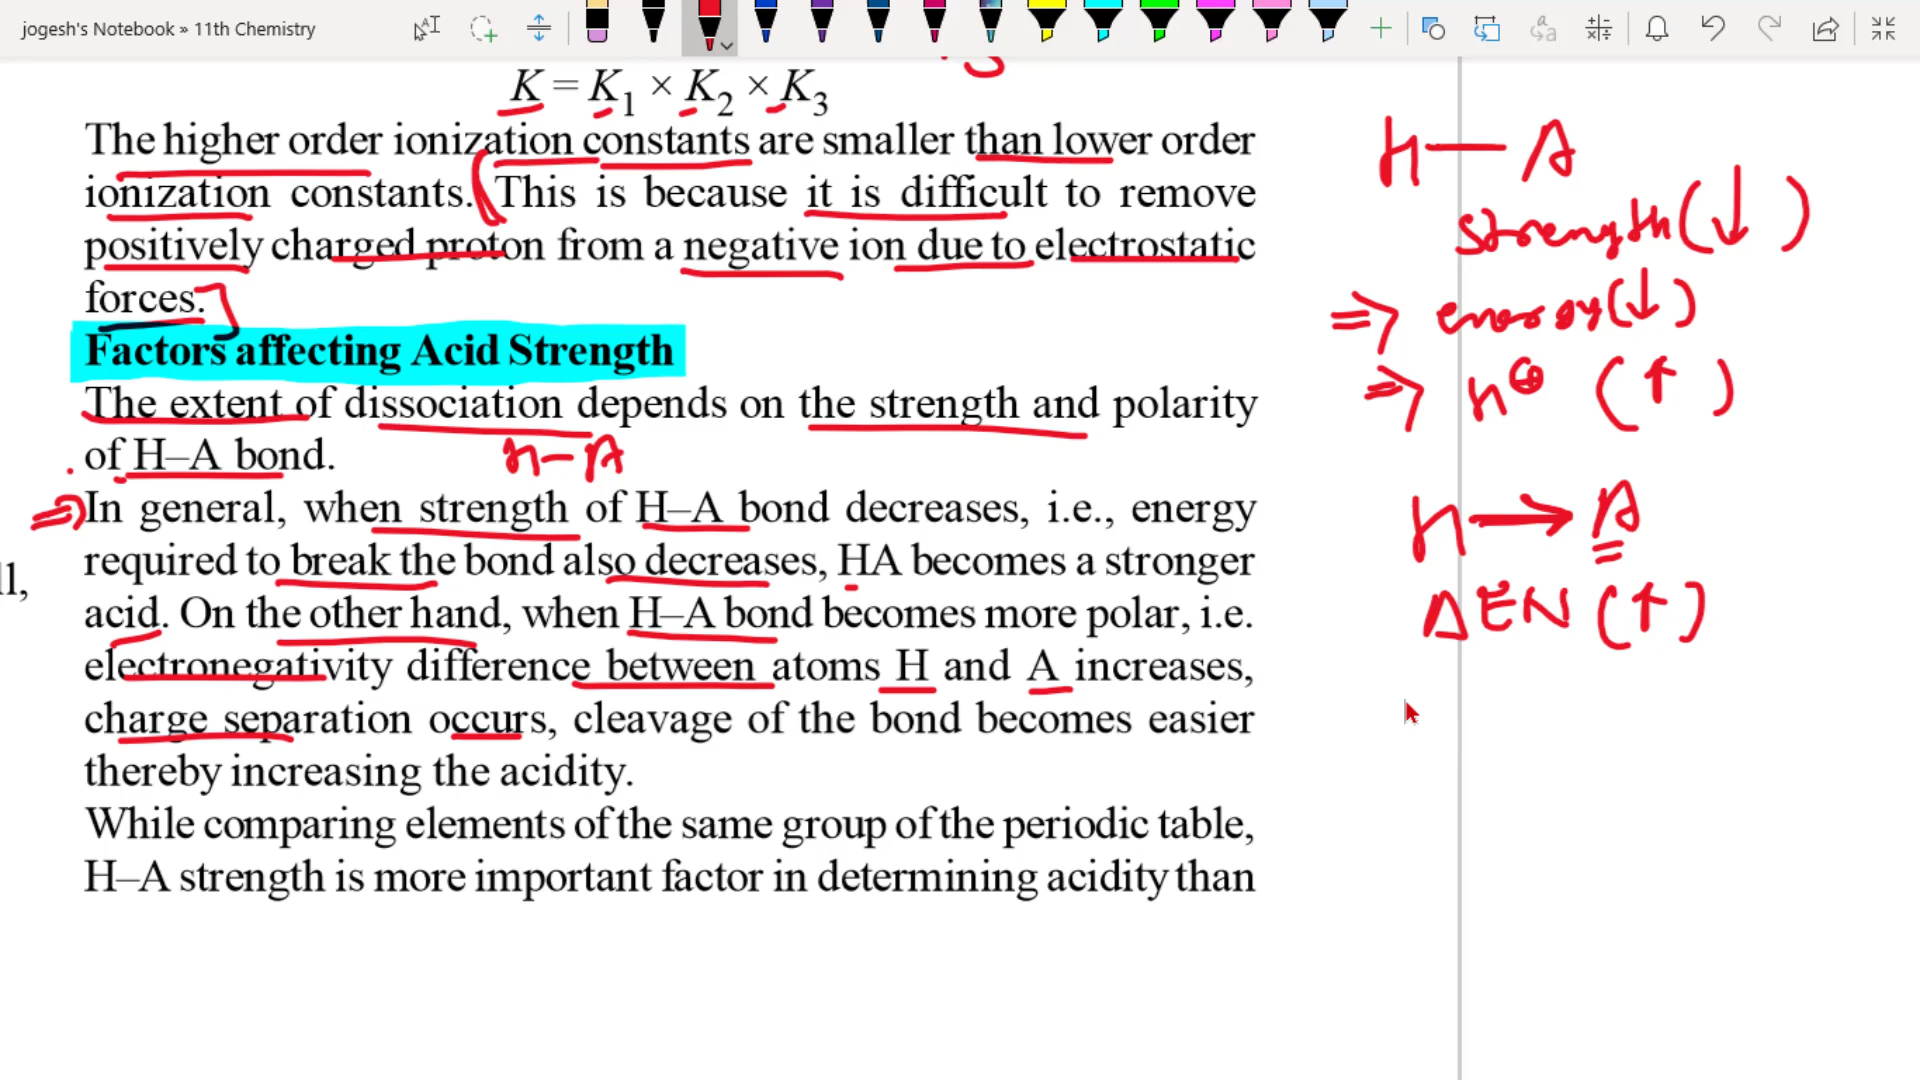 jogesh's Notebook » 11th Chemistry
K = K1 × K2 × K3
The higher order ionization constants are smaller than lower order
ionization constants. This is because it is difficult to remove
positively charged proton from a negative ion due to electrostatic
forces.
Factors affecting Acid Strength
The extent of dissociation depends on the strength and polarity
of H–A bond.
H–A
In general, when strength of H–A bond decreases, i.e., energy
required to break the bond also decreases, HA becomes a stronger
acid. On the other hand, when H–A bond becomes more polar, i.e.
electronegativity difference between atoms H and A increases,
charge separation occurs, cleavage of the bond becomes easier
thereby increasing the acidity.
While comparing elements of the same group of the periodic table,
H–A strength is more important factor in determining acidity than
ll,
H — A
strength (↓)
⇒ energy (↓)
⇒ H⊕ (↑)
H → A
ΔEN (↑)